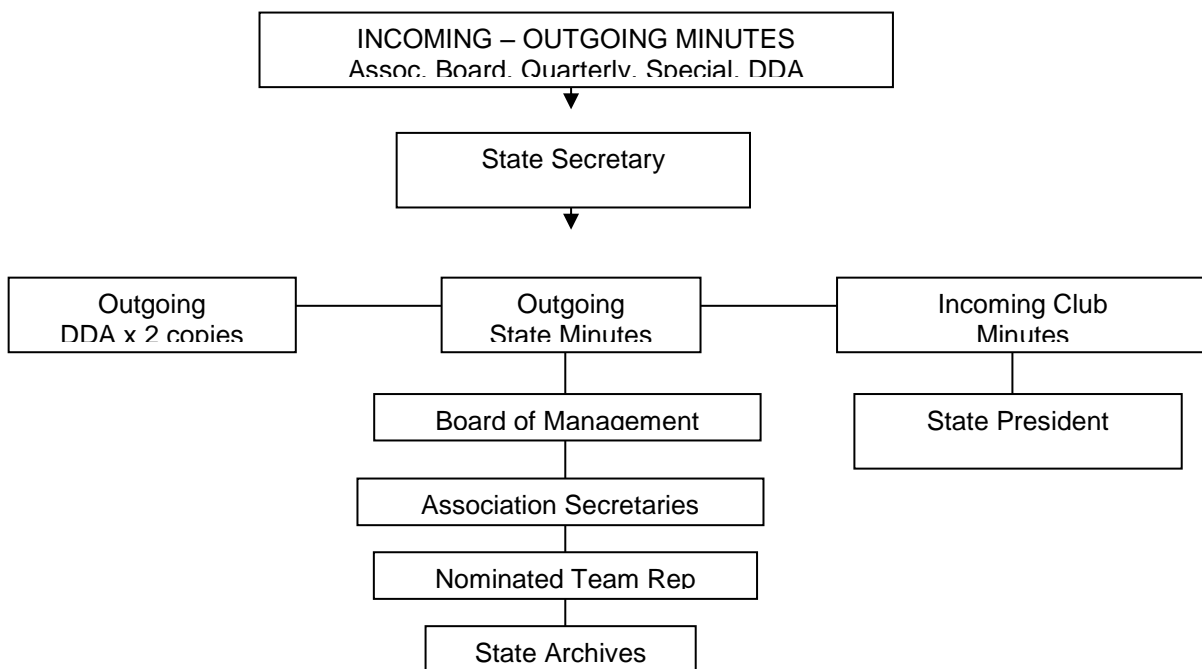 INCOMING – OUTGOING MINUTES
Assoc, Board, Quarterly, Special, DDA
State Secretary
Outgoing
DDA x 2 copies
Outgoing
State Minutes
Incoming Club
Minutes
Board of Management
State President
Association Secretaries
Nominated Team Rep
State Archives